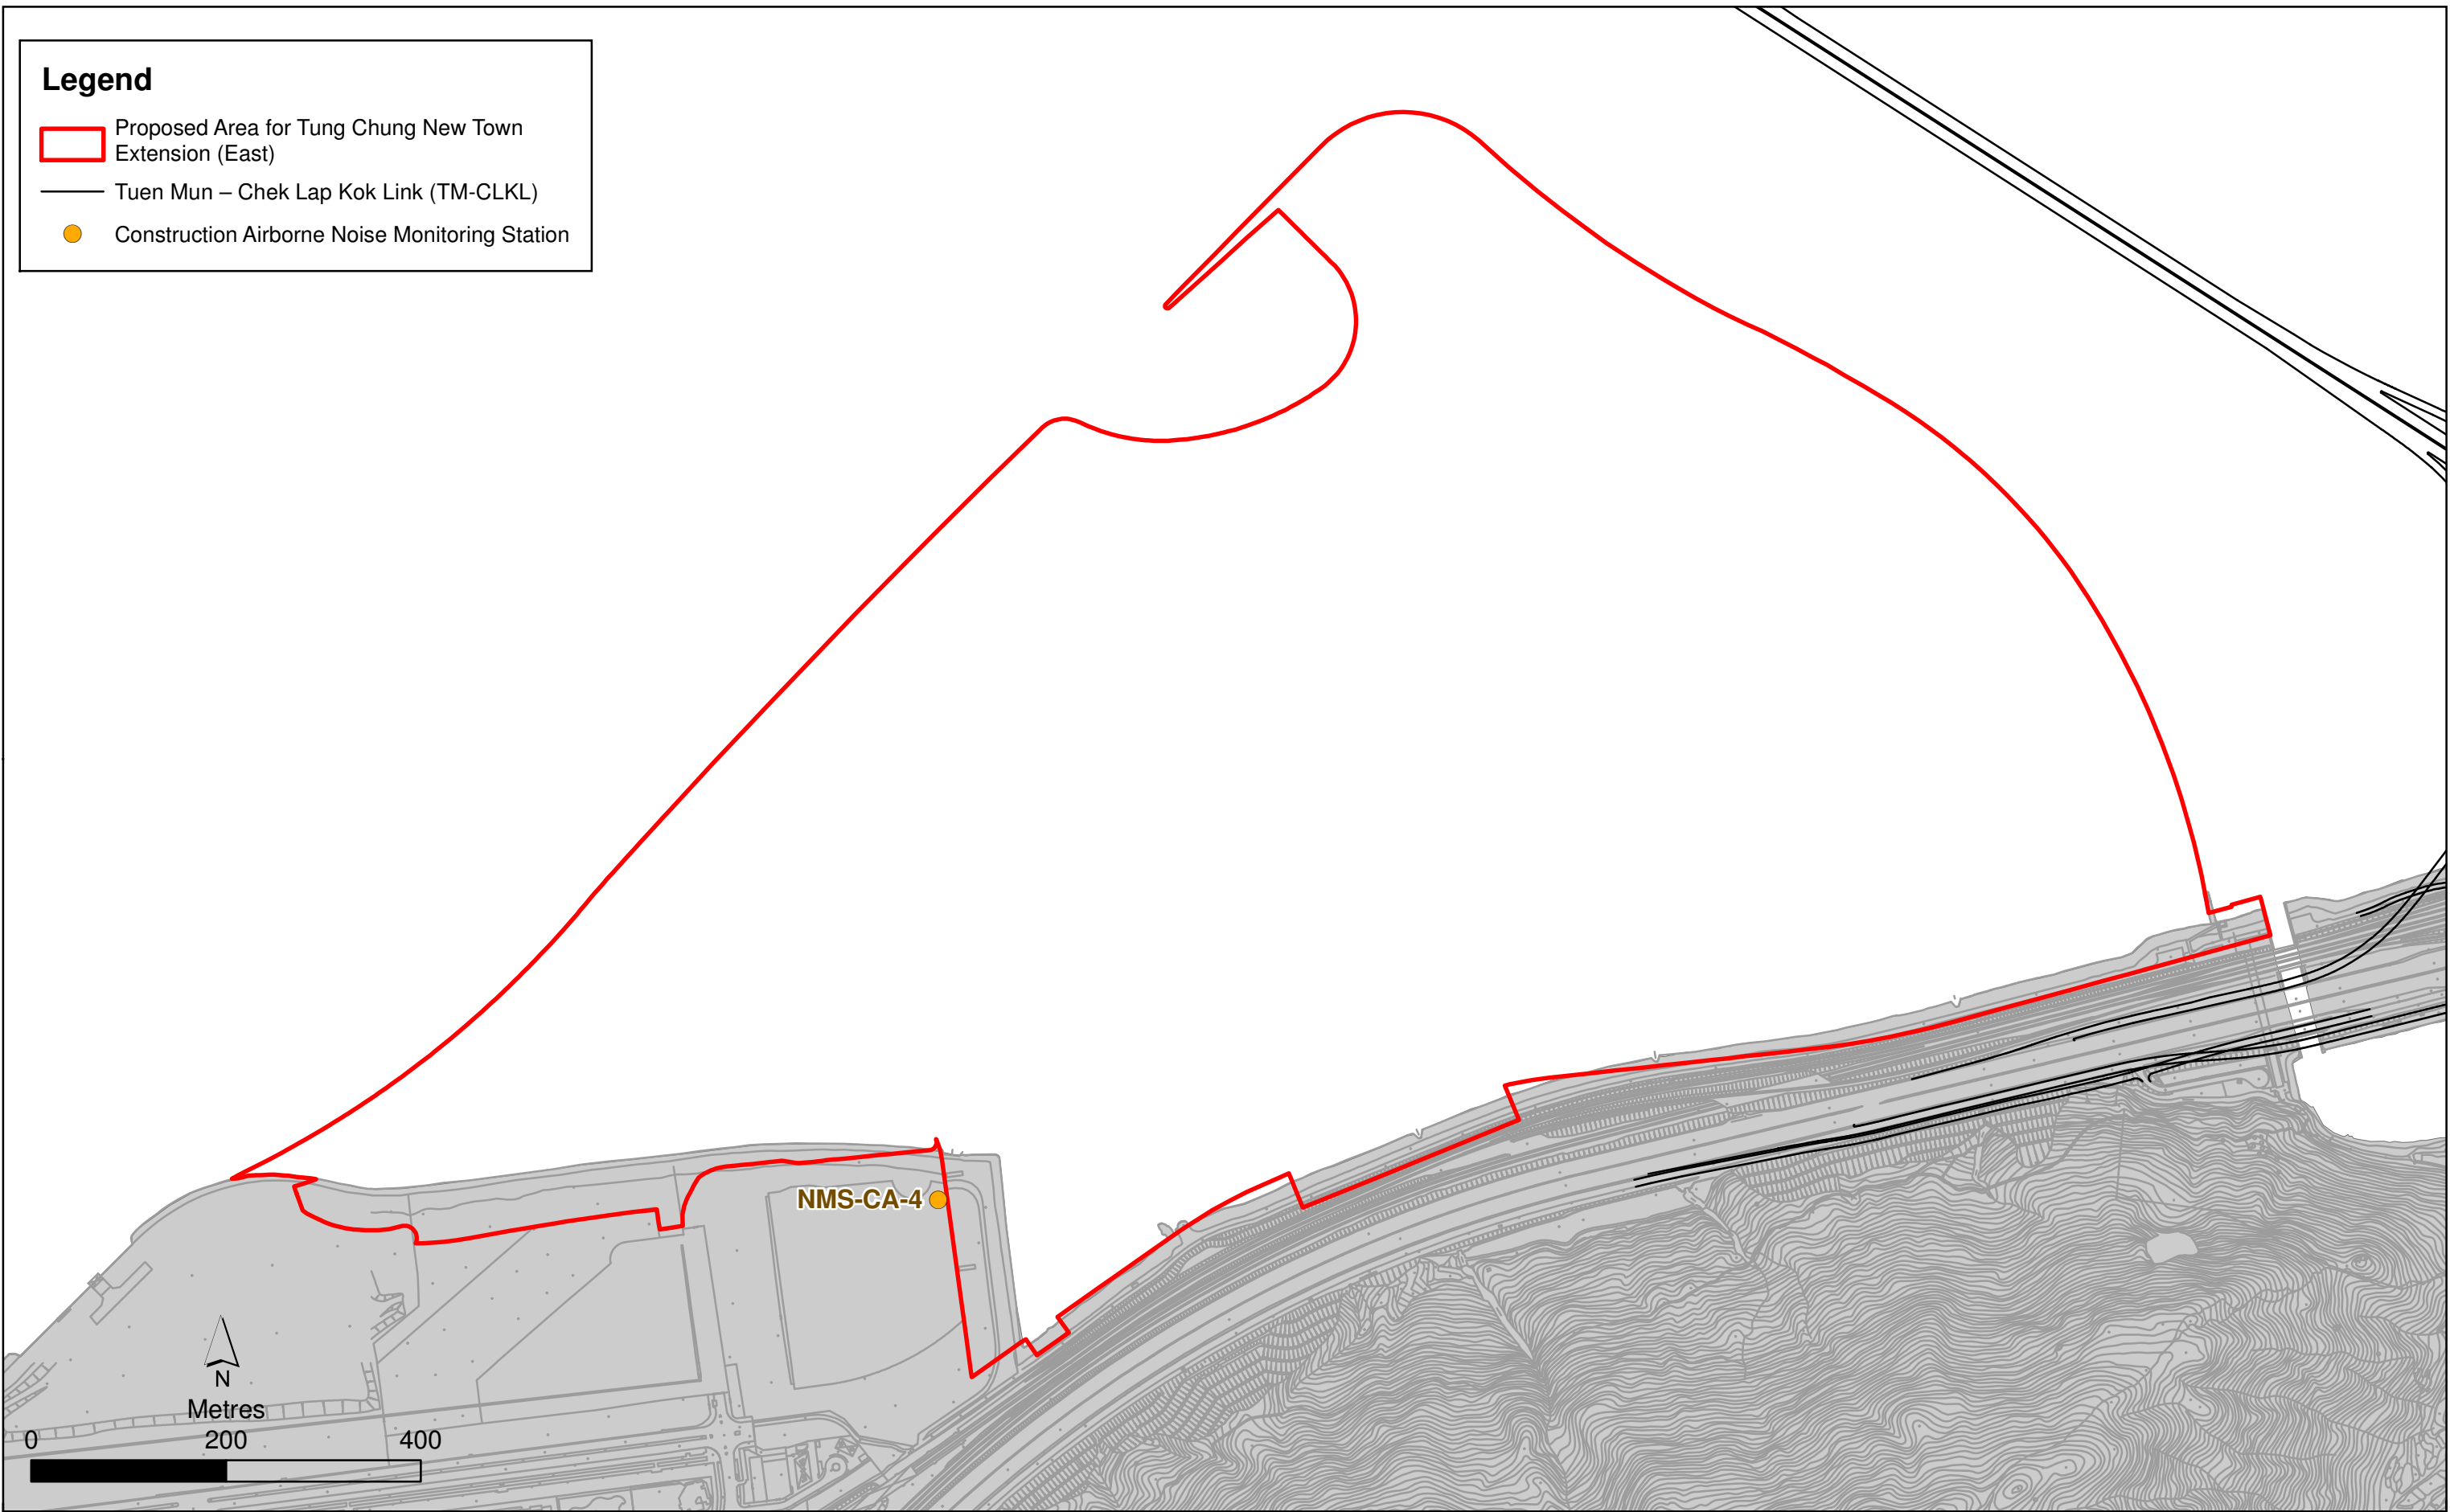 Legend
Proposed Area for Tung Chung New Town
Extension (East)
Tuen Mun – Chek Lap Kok Link (TM-CLKL)
Construction Airborne Noise Monitoring Station
NMS-CA-4
N
Metres
0 200 400